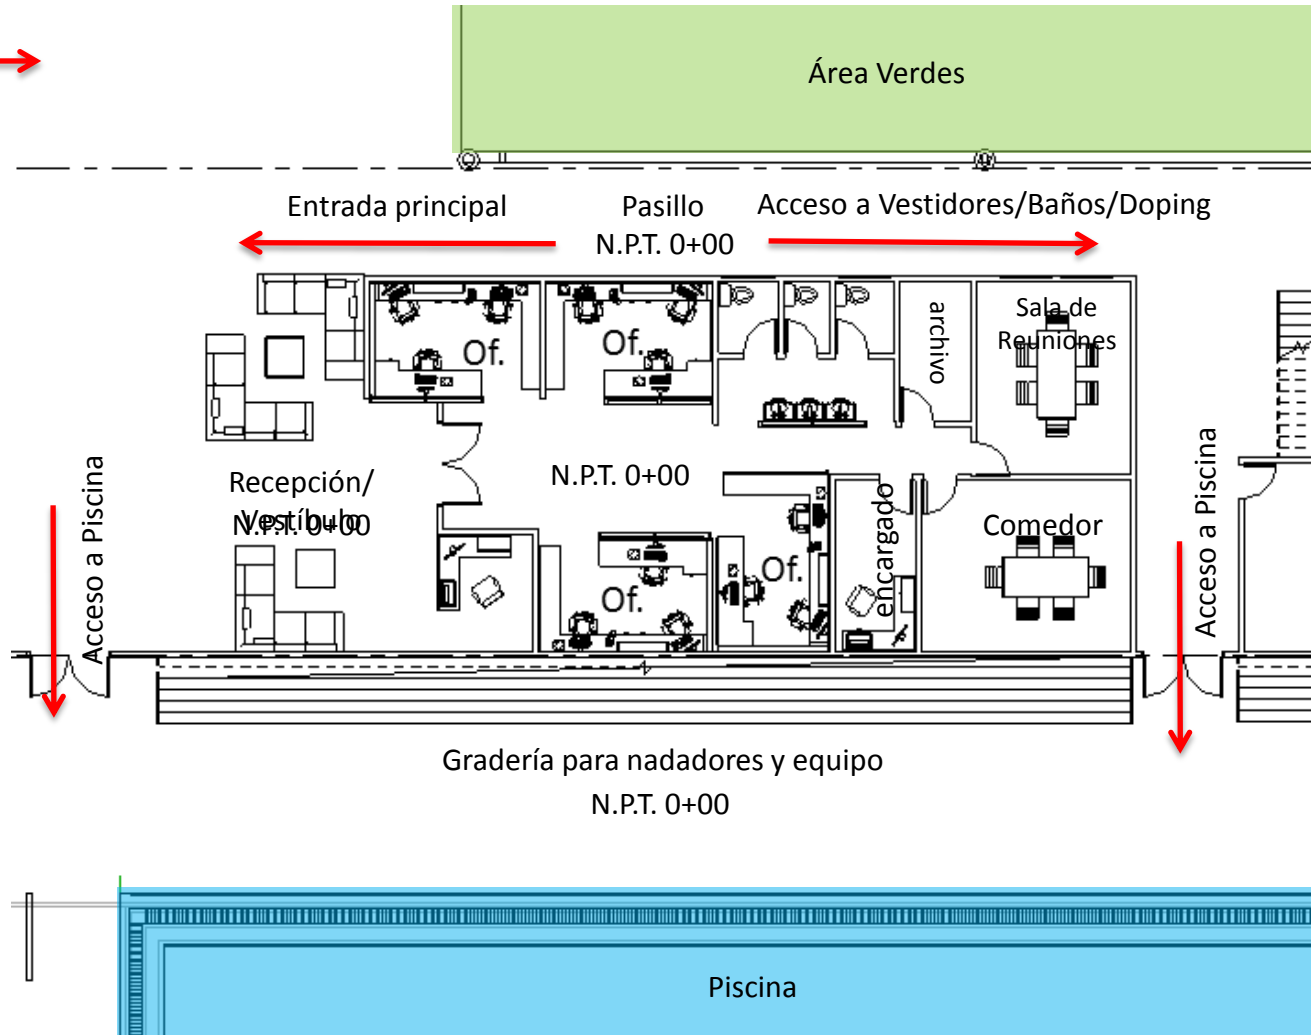 Área Verdes
Entrada principal
Pasillo
Acceso a Vestidores/Baños/Doping
N.P.T. 0+00
Of.
Of.
archivo
Sala de
Reuniones
Acceso a Piscina
Recepción/
Vestíbulo
N.P.T. 0+00
N.P.T. 0+00
Of.
Of.
encargado
Comedor
Acceso a Piscina
Gradería para nadadores y equipo
N.P.T. 0+00
Piscina